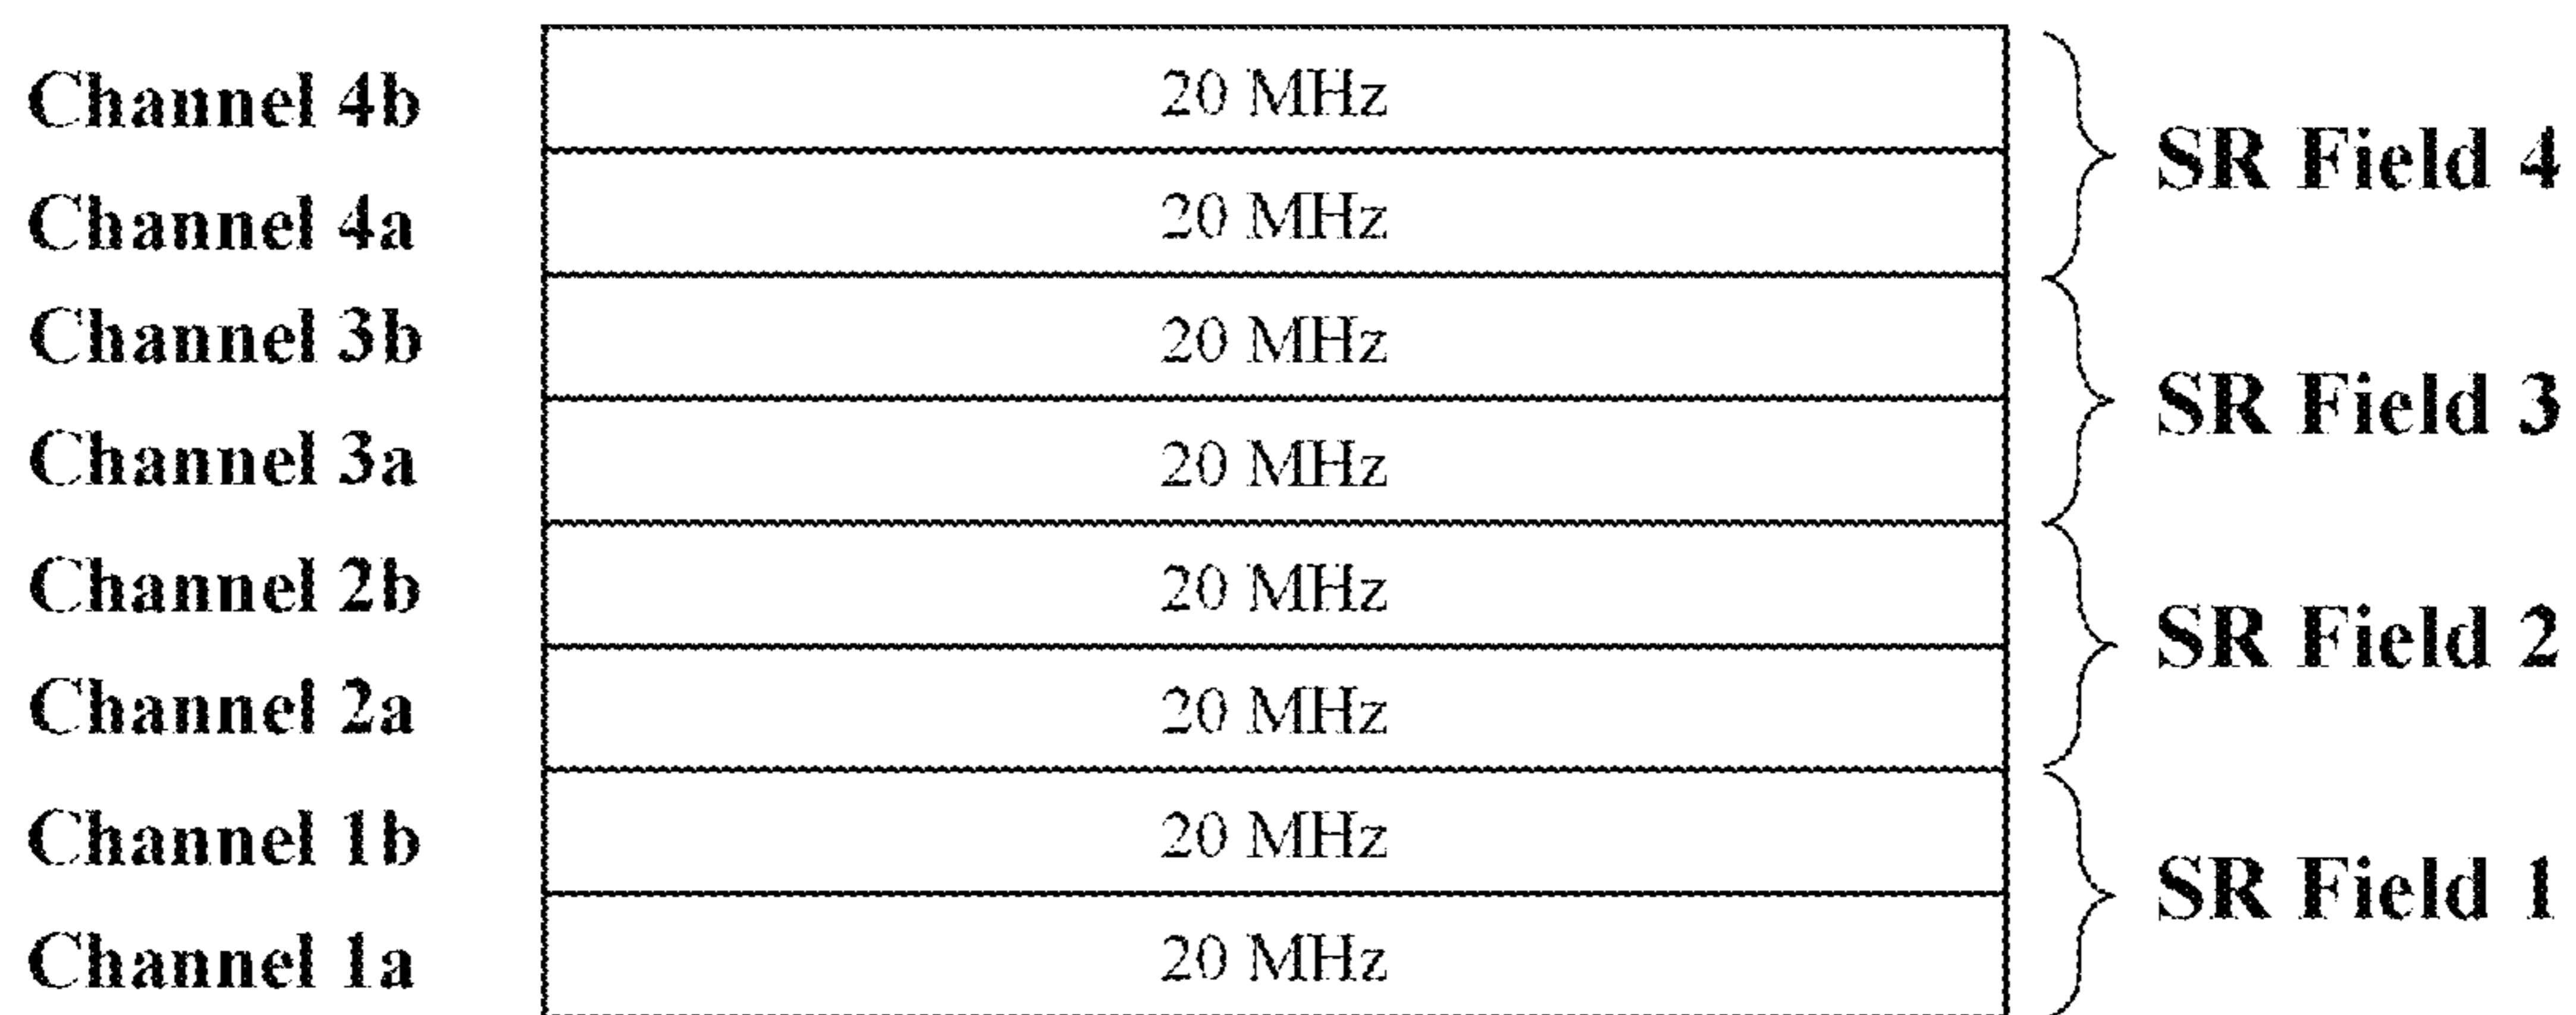 Channel 4b 20 MHz
SR Field 4
Channel 4a 20 MHz
Channel 3b 20 MHz
SR Field 3
Channel 3a 20 MHz
Channel 2b 20 MHz
SR Field 2
Channel 2a 20 MHz
Channel 1b 20 MHz
SR Field 1
Channel 1a 20 MHz